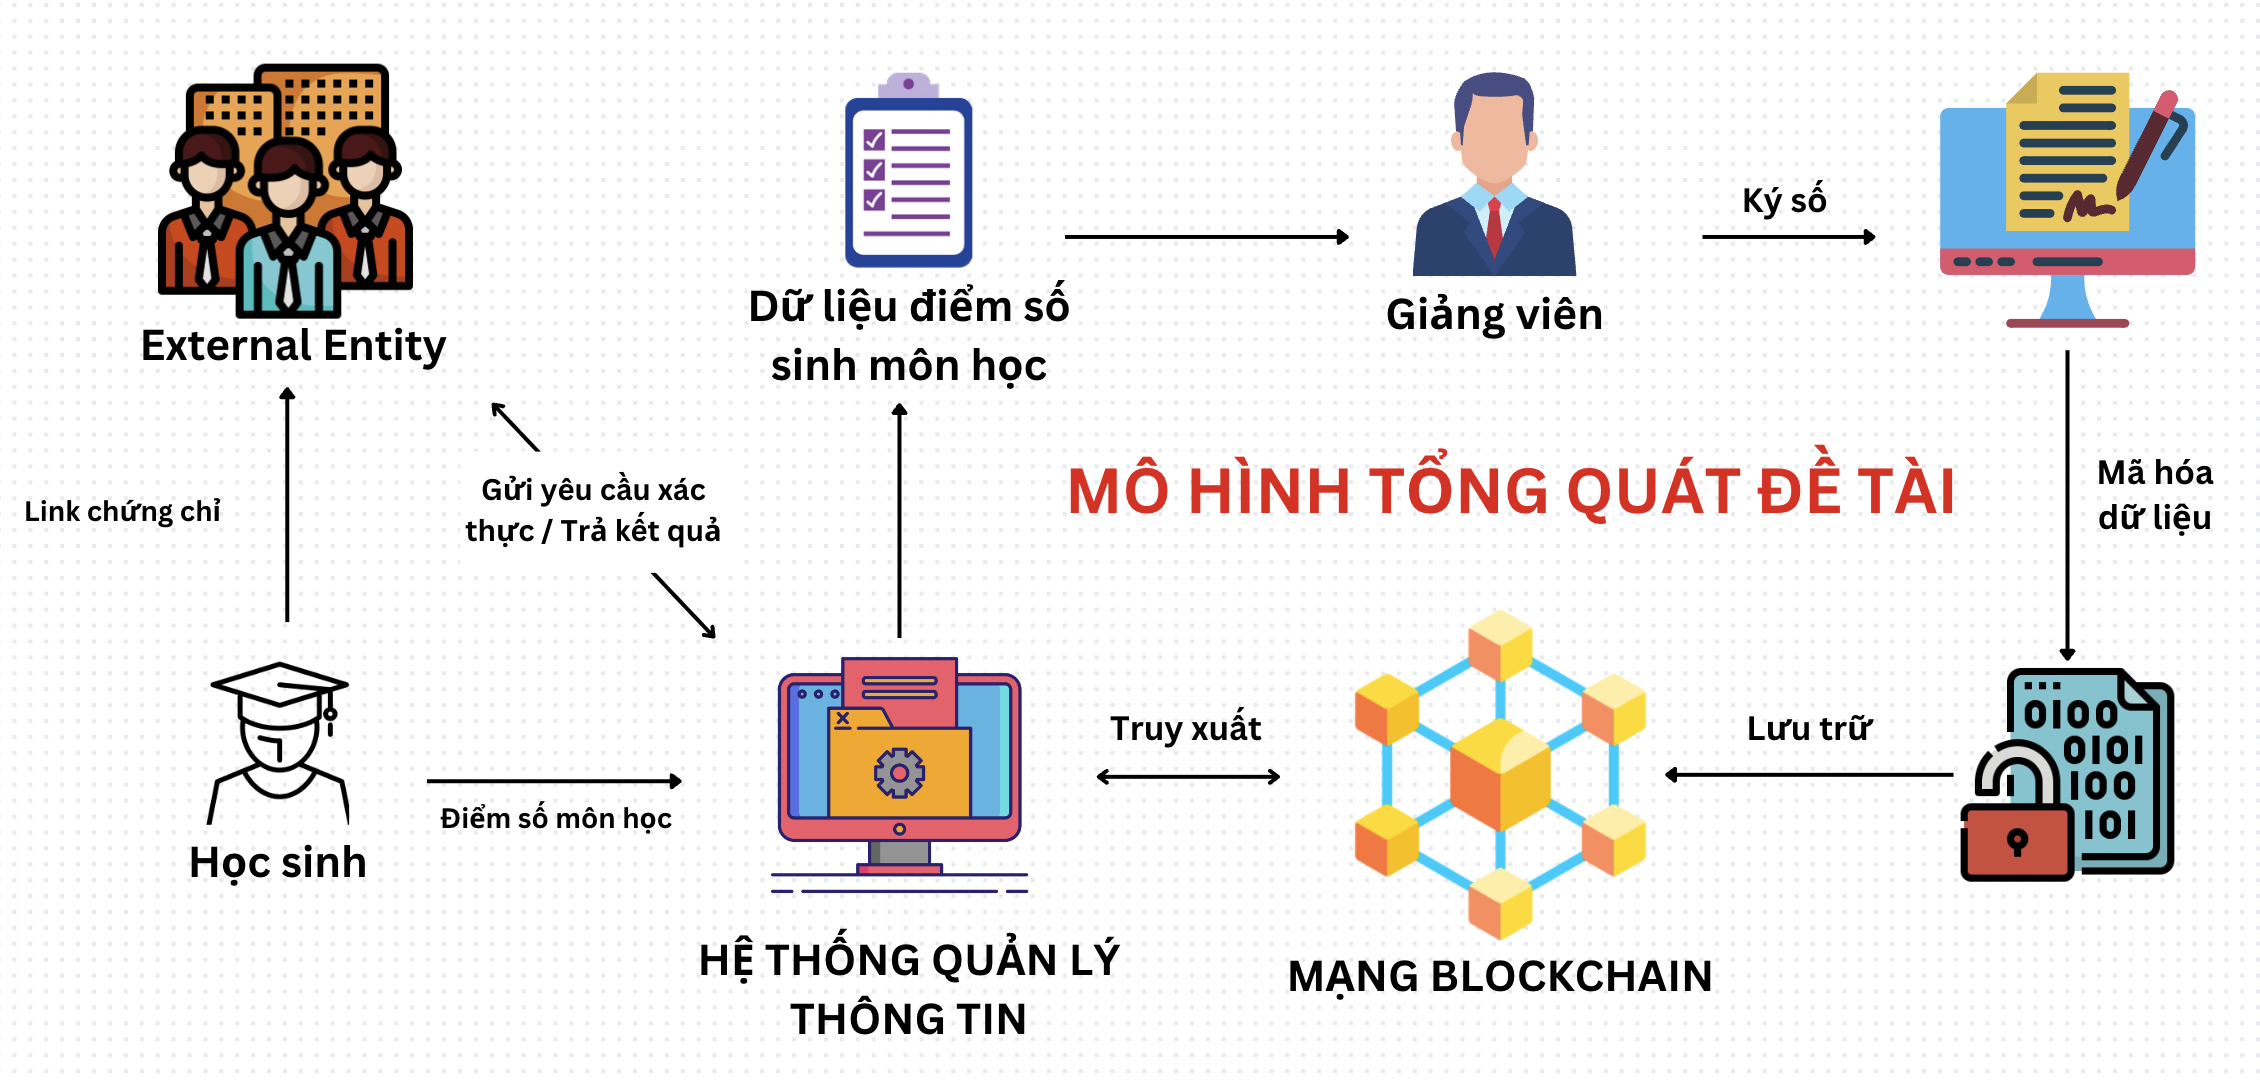 Ký số
Dữ liệu điểm số
sinh môn học
Giảng viên
External Entity
MÔ HÌNH TỔNG QUÁT ĐỀ TÀI
Mã hóa
dữ liệu
Gửi yêu cầu xác
thực / Trả kết quả
Link chứng chỉ
Truy xuất
Lưu trữ
0100
0101
100
101
Điểm số môn học
Học sinh
HỆ THỐNG QUẢN LÝ
THÔNG TIN
MẠNG BLOCKCHAIN